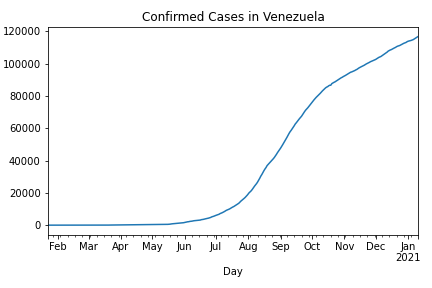 Confirmed Cases in Venezuela
120000
100000
80000
60000
40000
20000
0
Feb Mar Apr May Jun Jul Aug Sep Oct Nov Dec Jan
2021
Day